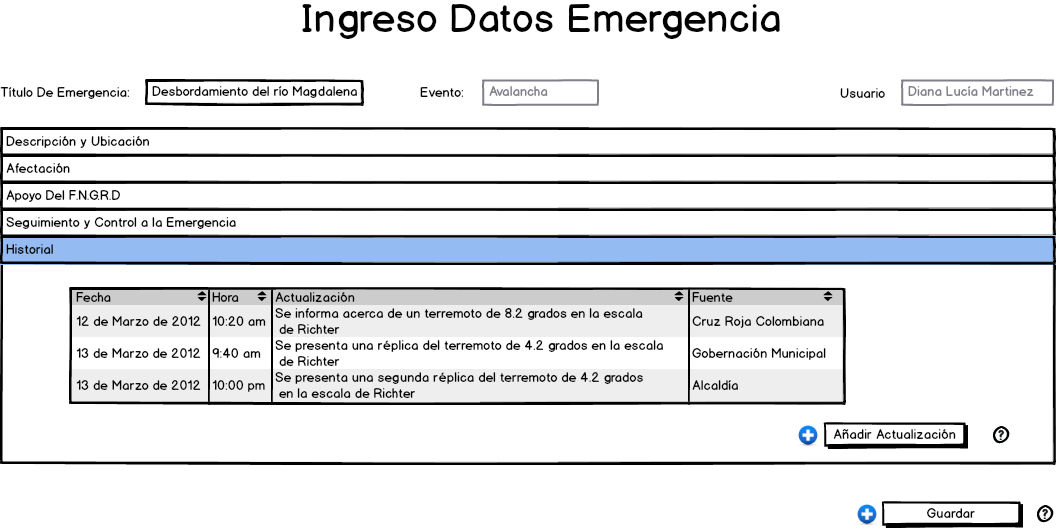 Ingreso Datos Emergencia
Título De Emergencia: Desbordamiento del río Magdalena Evento: Avalancha Usuario Diana Lucía Martinez
Descripción y Ubicación
Afectación
Apoyo Del F.N.G.R.D
Seguimiento y Control a la Emergencia
Historial
Fecha Hora Actualización Fuente
12 de Marzo de 2012 10:20 am Se informa acerca de un terremoto de 8.2 grados en la escala
de Richter Cruz Roja Colombiana
13 de Marzo de 2012 9:40 am Se presenta una réplica del terremoto de 4.2 grados en la escala
de Richter Gobernación Municipal
13 de Marzo de 2012 10:00 pm Se presenta una segunda réplica del terremoto de 4.2 grados
en la escala de Richter Alcaldía
Añadir Actualización ?
Guardar ?